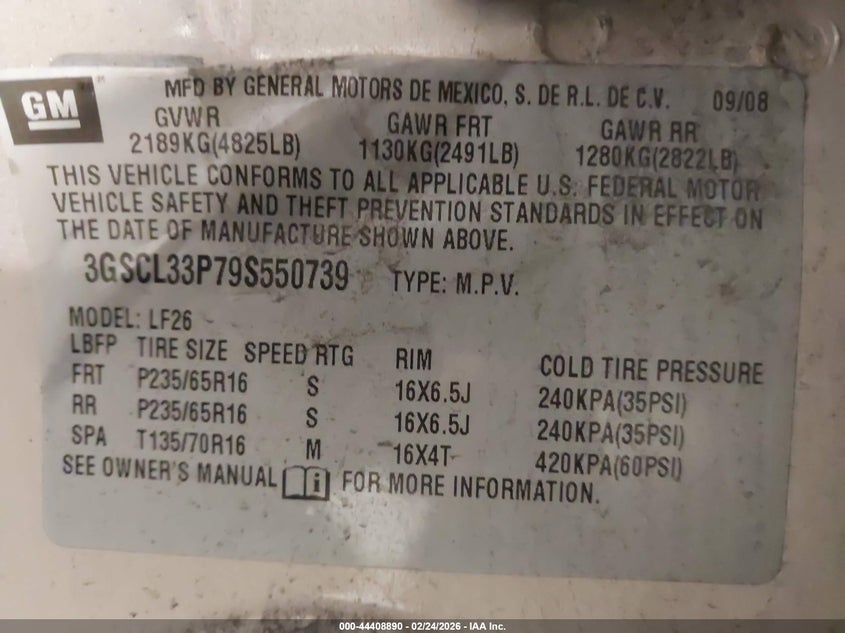 GM
MFD BY GENERAL MOTORS DE MEXICO, S. DE R.L. DE C.V. 09/08
GVWR GAWR FRT GAWR RR
2189KG(4825LB) 1130KG(2491LB) 1280KG(2822LB)
THIS VEHICLE CONFORMS TO ALL APPLICABLE U.S. FEDERAL MOTOR
VEHICLE SAFETY AND THEFT PREVENTION STANDARDS IN EFFECT ON
THE DATE OF MANUFACTURE SHOWN ABOVE.
3GSCL33P79S550739 TYPE: M.P.V.
MODEL: LF26
LBFP TIRE SIZE SPEED RTG RIM COLD TIRE PRESSURE
FRT P235/65R16 S 16X6.5J 240KPA(35PSI)
RR P235/65R16 S 16X6.5J 240KPA(35PSI)
SPA T135/70R16 M 16X4T 420KPA(60PSI)
SEE OWNER'S MANUAL i FOR MORE INFORMATION.
000-44408890 - 02/24/2026 - IAA Inc.